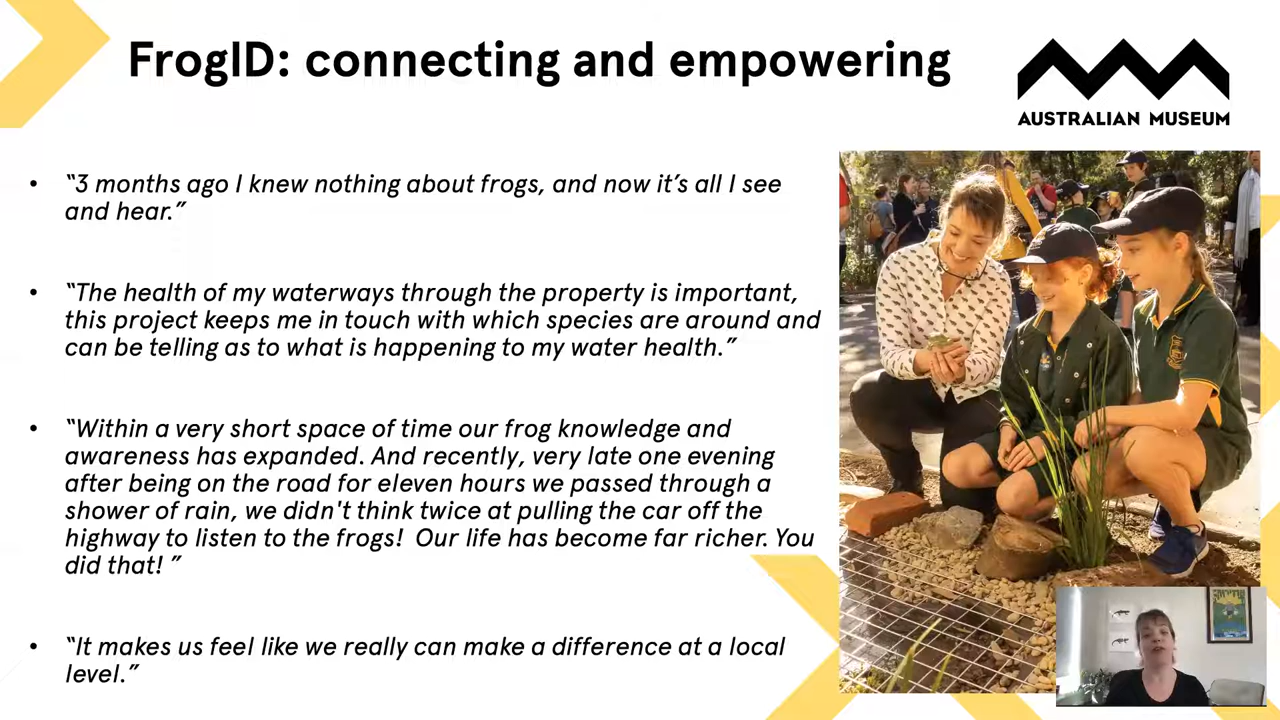 FrogID: connecting and empowering
AUSTRALIAN MUSEUM
• “3 months ago I knew nothing about frogs, and now it’s all I see
and hear.”
• “The health of my waterways through the property is important,
this project keeps me in touch with which species are around and
can be telling as to what is happening to my water health.”
• “Within a very short space of time our frog knowledge and
awareness has expanded. And recently, very late one evening
after being on the road for eleven hours we passed through a
shower of rain, we didn't think twice at pulling the car off the
highway to listen to the frogs!  Our life has become far richer. You
did that! ”
• “It makes us feel like we really can make a difference at a local
level.”